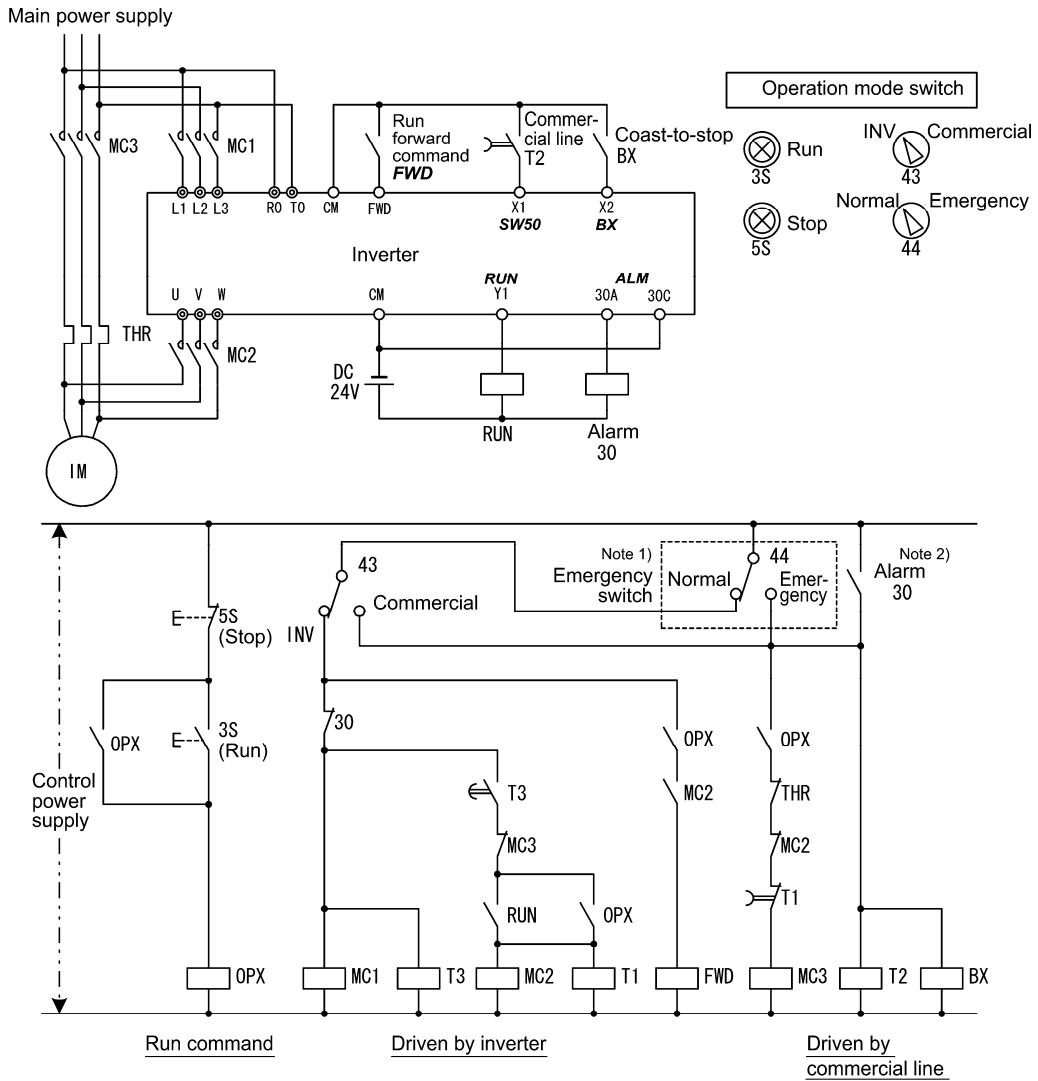 Main power supply
Operation mode switch
MC3
MC1
Run
forward
command
FWD
Commer-
cial line
T2
Coast-to-stop
BX
Run
3S
INV
Commercial
43
Stop
5S
Normal
Emergency
44
L1 L2 L3
R0 T0
CM
FWD
X1
SW50
X2
BX
Inverter
U V W
CM
RUN
Y1
ALM
30A
30C
THR
MC2
DC
24V
RUN
Alarm
30
IM
43
Note 1)
Emergency
switch
Normal
44
Emer-
gency
Note 2)
Alarm
30
5S
(Stop)
INV
Commercial
OPX
3S
(Run)
30
OPX
OPX
Control
power
supply
T3
MC2
THR
MC3
MC2
RUN
OPX
T1
OPX
MC1
T3
MC2
T1
FWD
MC3
T2
BX
Run command
Driven by inverter
Driven by
commercial line